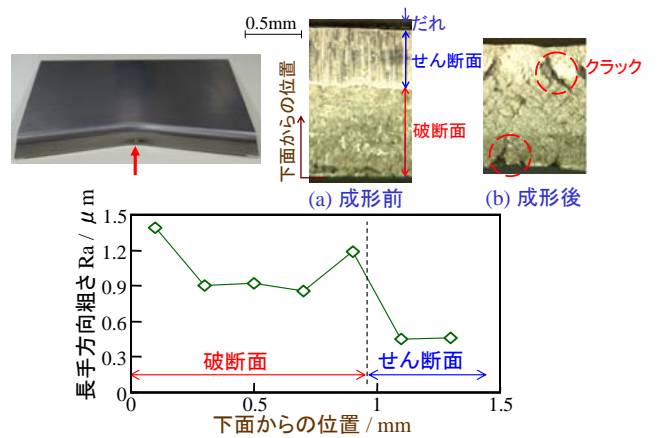 0.5mm
だれ
せん断面
破断面
下面からの位置
クラック
(a) 成形前
(b) 成形後
長手方向粗さ Ra / μm
1.5
1.2
0.9
0.6
0.3
0
破断面
せん断面
0
0.5
1
1.5
下面からの位置 / mm